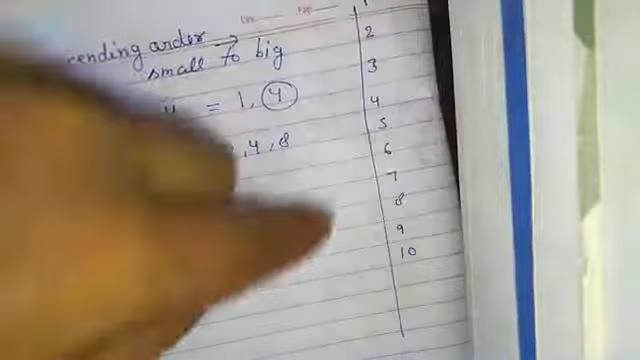 cending order →
small to big
= 1, 4
, 4, 8
2
3
4
5
6
7
8
9
10